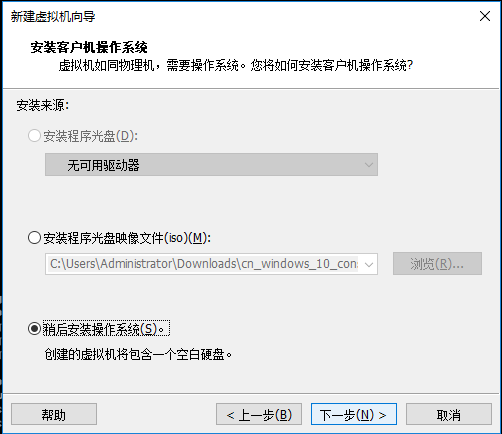 新建虚拟机向导
安装客户机操作系统
虚拟机如同物理机，需要操作系统。您将如何安装客户机操作系统?
安装来源:
安装程序光盘(D):
无可用驱动器
安装程序光盘映像文件(iso)(M):
C:\Users\Administrator\Downloads\cn_windows_10_con
浏览(R)...
稍后安装操作系统(S)。
创建的虚拟机将包含一个空白硬盘。
帮助
< 上一步(B)
下一步(N) >
取消